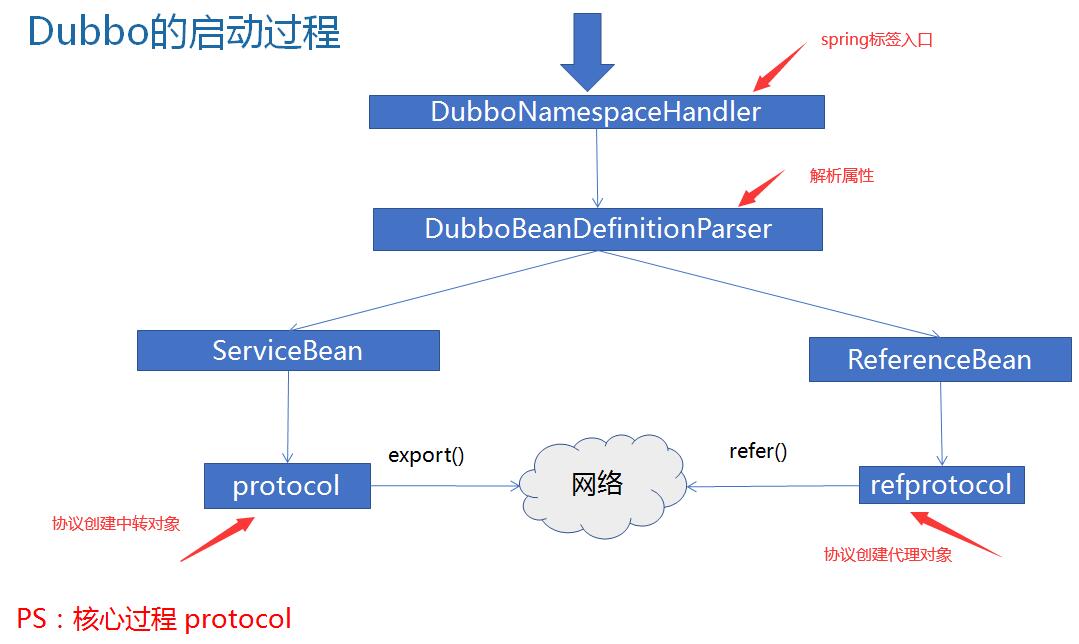 Dubbo的启动过程
spring标签入口
DubboNamespaceHandler
解析属性
DubboBeanDefinitionParser
ServiceBean
ReferenceBean
export()
refer()
网络
protocol
refprotocol
协议创建中转对象
协议创建代理对象
PS：核心过程 protocol